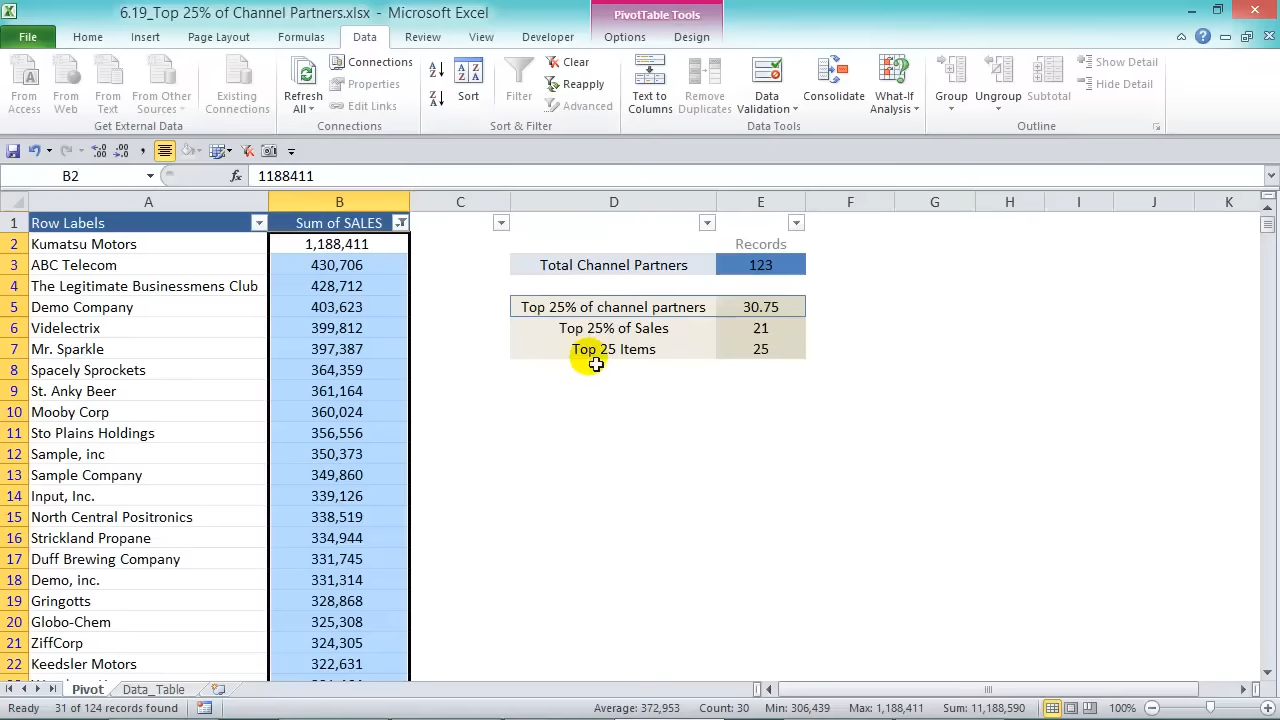 6.19_Top 25% of Channel Partners.xlsx - Microsoft Excel
PivotTable Tools
File Home Insert Page Layout Formulas Data Review View Developer Options Design
From Access
From Web
From Text
From Other Sources
Existing Connections
Get External Data
Refresh All
Connections
Properties
Edit Links
Connections
Sort
Filter
Clear
Reapply
Advanced
Sort & Filter
Text to Columns
Remove Duplicates
Data Validation
Consolidate
What-If Analysis
Data Tools
Group
Ungroup
Subtotal
Show Detail
Hide Detail
Outline
B2 fx 1188411
A B C D E F G H I J K
1 Row Labels Sum of SALES
2 Kumatsu Motors 1,188,411 Records
3 ABC Telecom 430,706 Total Channel Partners 123
4 The Legitimate Businessmens Club 428,712
5 Demo Company 403,623 Top 25% of channel partners 30.75
6 Videlectrix 399,812 Top 25% of Sales 21
7 Mr. Sparkle 397,387 Top 25 Items 25
8 Spacely Sprockets 364,359
9 St. Anky Beer 361,164
10 Mooby Corp 360,024
11 Sto Plains Holdings 356,556
12 Sample, inc 350,373
13 Sample Company 349,860
14 Input, Inc. 339,126
15 North Central Positronics 338,519
16 Strickland Propane 334,944
17 Duff Brewing Company 331,745
18 Demo, inc. 331,314
19 Gringotts 328,868
20 Globo-Chem 325,308
21 ZiffCorp 324,305
22 Keedsler Motors 322,631
Pivot Data_Table
Ready 31 of 124 records found Average: 372,953 Count: 30 Min: 306,439 Max: 1,188,411 Sum: 11,188,590 100%